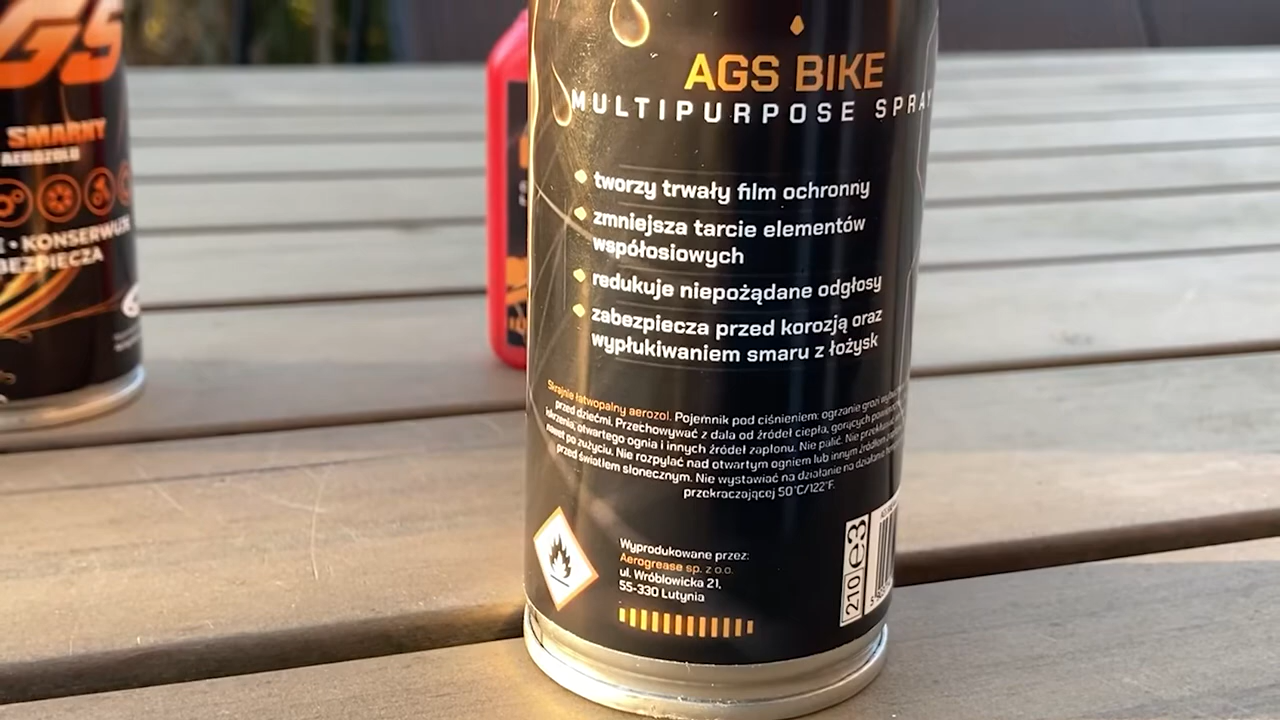 GS
SMARNY
AEROZOLU
• KONSERWUJE
BEZPIECZA
AGS BIKE
MULTIPURPOSE SPRAY
tworzy trwały film ochronny
zmniejsza tarcie elementów
współosiowych
redukuje niepożądane odgłosy
zabezpiecza przed korozją oraz
wypłukiwaniem smaru z łożysk
Skrajnie łatwopalny aerozol. Pojemnik pod ciśnieniem: ogrzanie grozi
przed dziećmi. Przechowywać z dala od źródeł ciepła, gorących
iskrzenia, otwartego ognia i innych źródeł zapłonu. Nie palić. Nie
nawet po zużyciu. Nie rozpylać nad otwartym ogniem lub innym źródłem
przed światłem słonecznym. Nie wystawiać na działanie
przekraczającej 50°C/122°F.
Wyprodukowane przez:
Aerogrease sp. z o.o.
ul. Wróblowicka 21,
55-330 Lutynia
210 e3